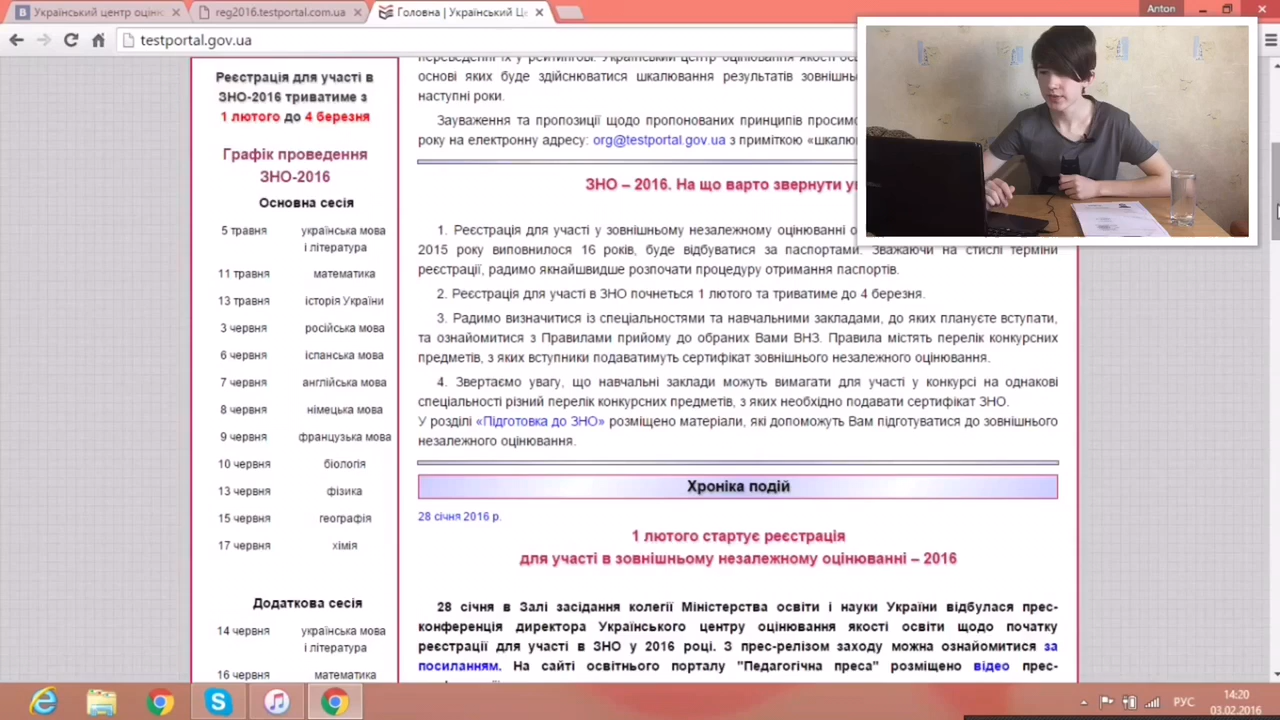 Український центр оцінк
reg2016.testportal.com.ua
Головна | Український Це
Anton
testportal.gov.ua
Реєстрація для участі в
ЗНО-2016 триватиме з
1 лютого до 4 березня
Графік проведення
ЗНО-2016
Основна сесія
5 травня українська мова
і література
11 травня математика
13 травня історія України
3 червня російська мова
6 червня іспанська мова
7 червня англійська мова
8 червня німецька мова
9 червня французька мова
10 червня біологія
13 червня фізика
15 червня географія
17 червня хімія
Додаткова сесія
14 червня українська мова
і література
16 червня математика
переведенні їх у рейтингові. Український центр оцінювання якості ос
основі яких буде здійснюватися шкалювання результатів зовнішнь
наступні роки.
Зауваження та пропозиції щодо пропонованих принципів просим
року на електронну адресу: org@testportal.gov.ua з приміткою «шкалю
ЗНО – 2016. На що варто звернути ув
1. Реєстрація для участі у зовнішньому незалежному оцінюванні о
2015 року виповнилося 16 років, буде відбуватися за паспортами. Зважаючи на стислі терміни
реєстрації, радимо якнайшвидше розпочати процедуру отримання паспортів.
2. Реєстрація для участі в ЗНО почнеться 1 лютого та триватиме до 4 березня.
3. Радимо визначитися із спеціальностями та навчальними закладами, до яких плануєте вступати,
та ознайомитися з Правилами прийому до обраних Вами ВНЗ. Правила містять перелік конкурсних
предметів, з яких вступники подаватимуть сертифікат зовнішнього незалежного оцінювання.
4. Звертаємо увагу, що навчальні заклади можуть вимагати для участі у конкурсі на однакові
спеціальності різний перелік конкурсних предметів, з яких необхідно подавати сертифікат ЗНО.
У розділі «Підготовка до ЗНО» розміщено матеріали, які допоможуть Вам підготуватися до зовнішнього
незалежного оцінювання.
Хроніка подій
28 січня 2016 р.
1 лютого стартує реєстрація
для участі в зовнішньому незалежному оцінюванні – 2016
28 січня в Залі засідання колегії Міністерства освіти і науки України відбулася прес-
конференція директора Українського центру оцінювання якості освіти щодо початку
реєстрації для участі в ЗНО у 2016 році. З прес-релізом заходу можна ознайомитися за
посиланням. На сайті освітнього порталу "Педагогічна преса" розміщено відео прес-
РУС
14:20
03.02.2016